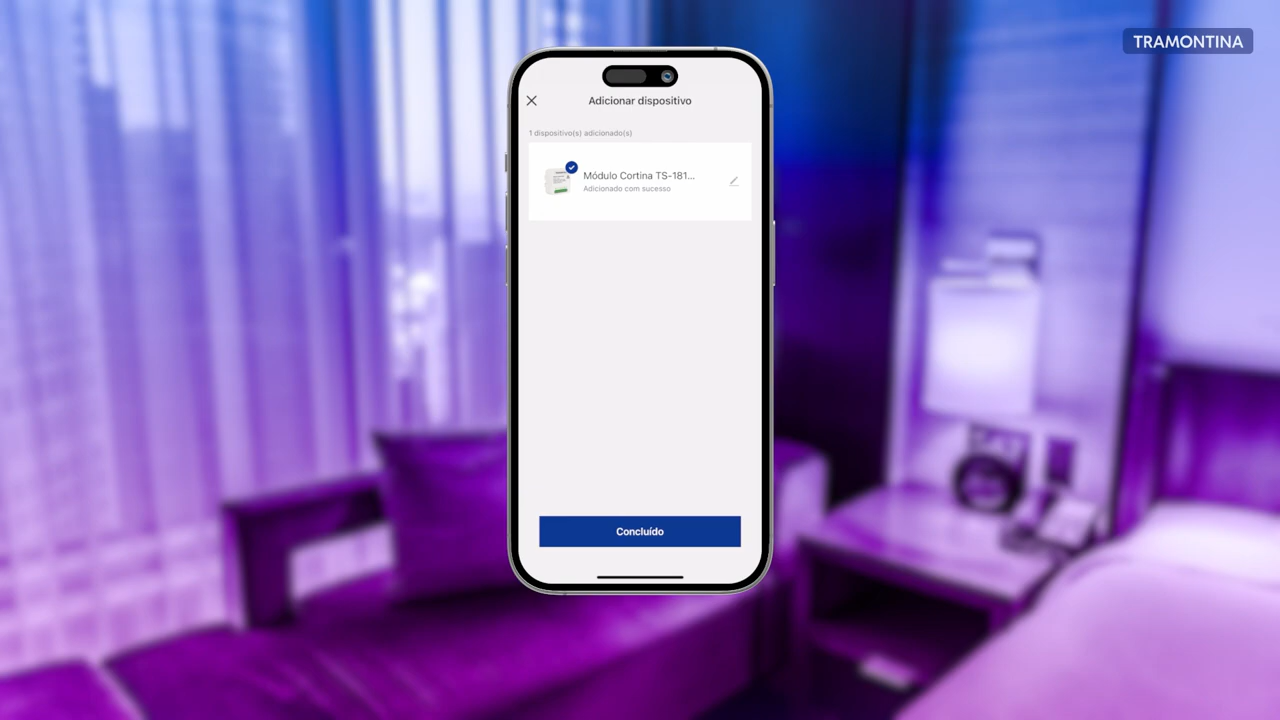 TRAMONTINA
Adicionar dispositivo
1 dispositivo(s) adicionado(s)
Módulo Cortina TS-181...
Adicionado com sucesso
Concluído